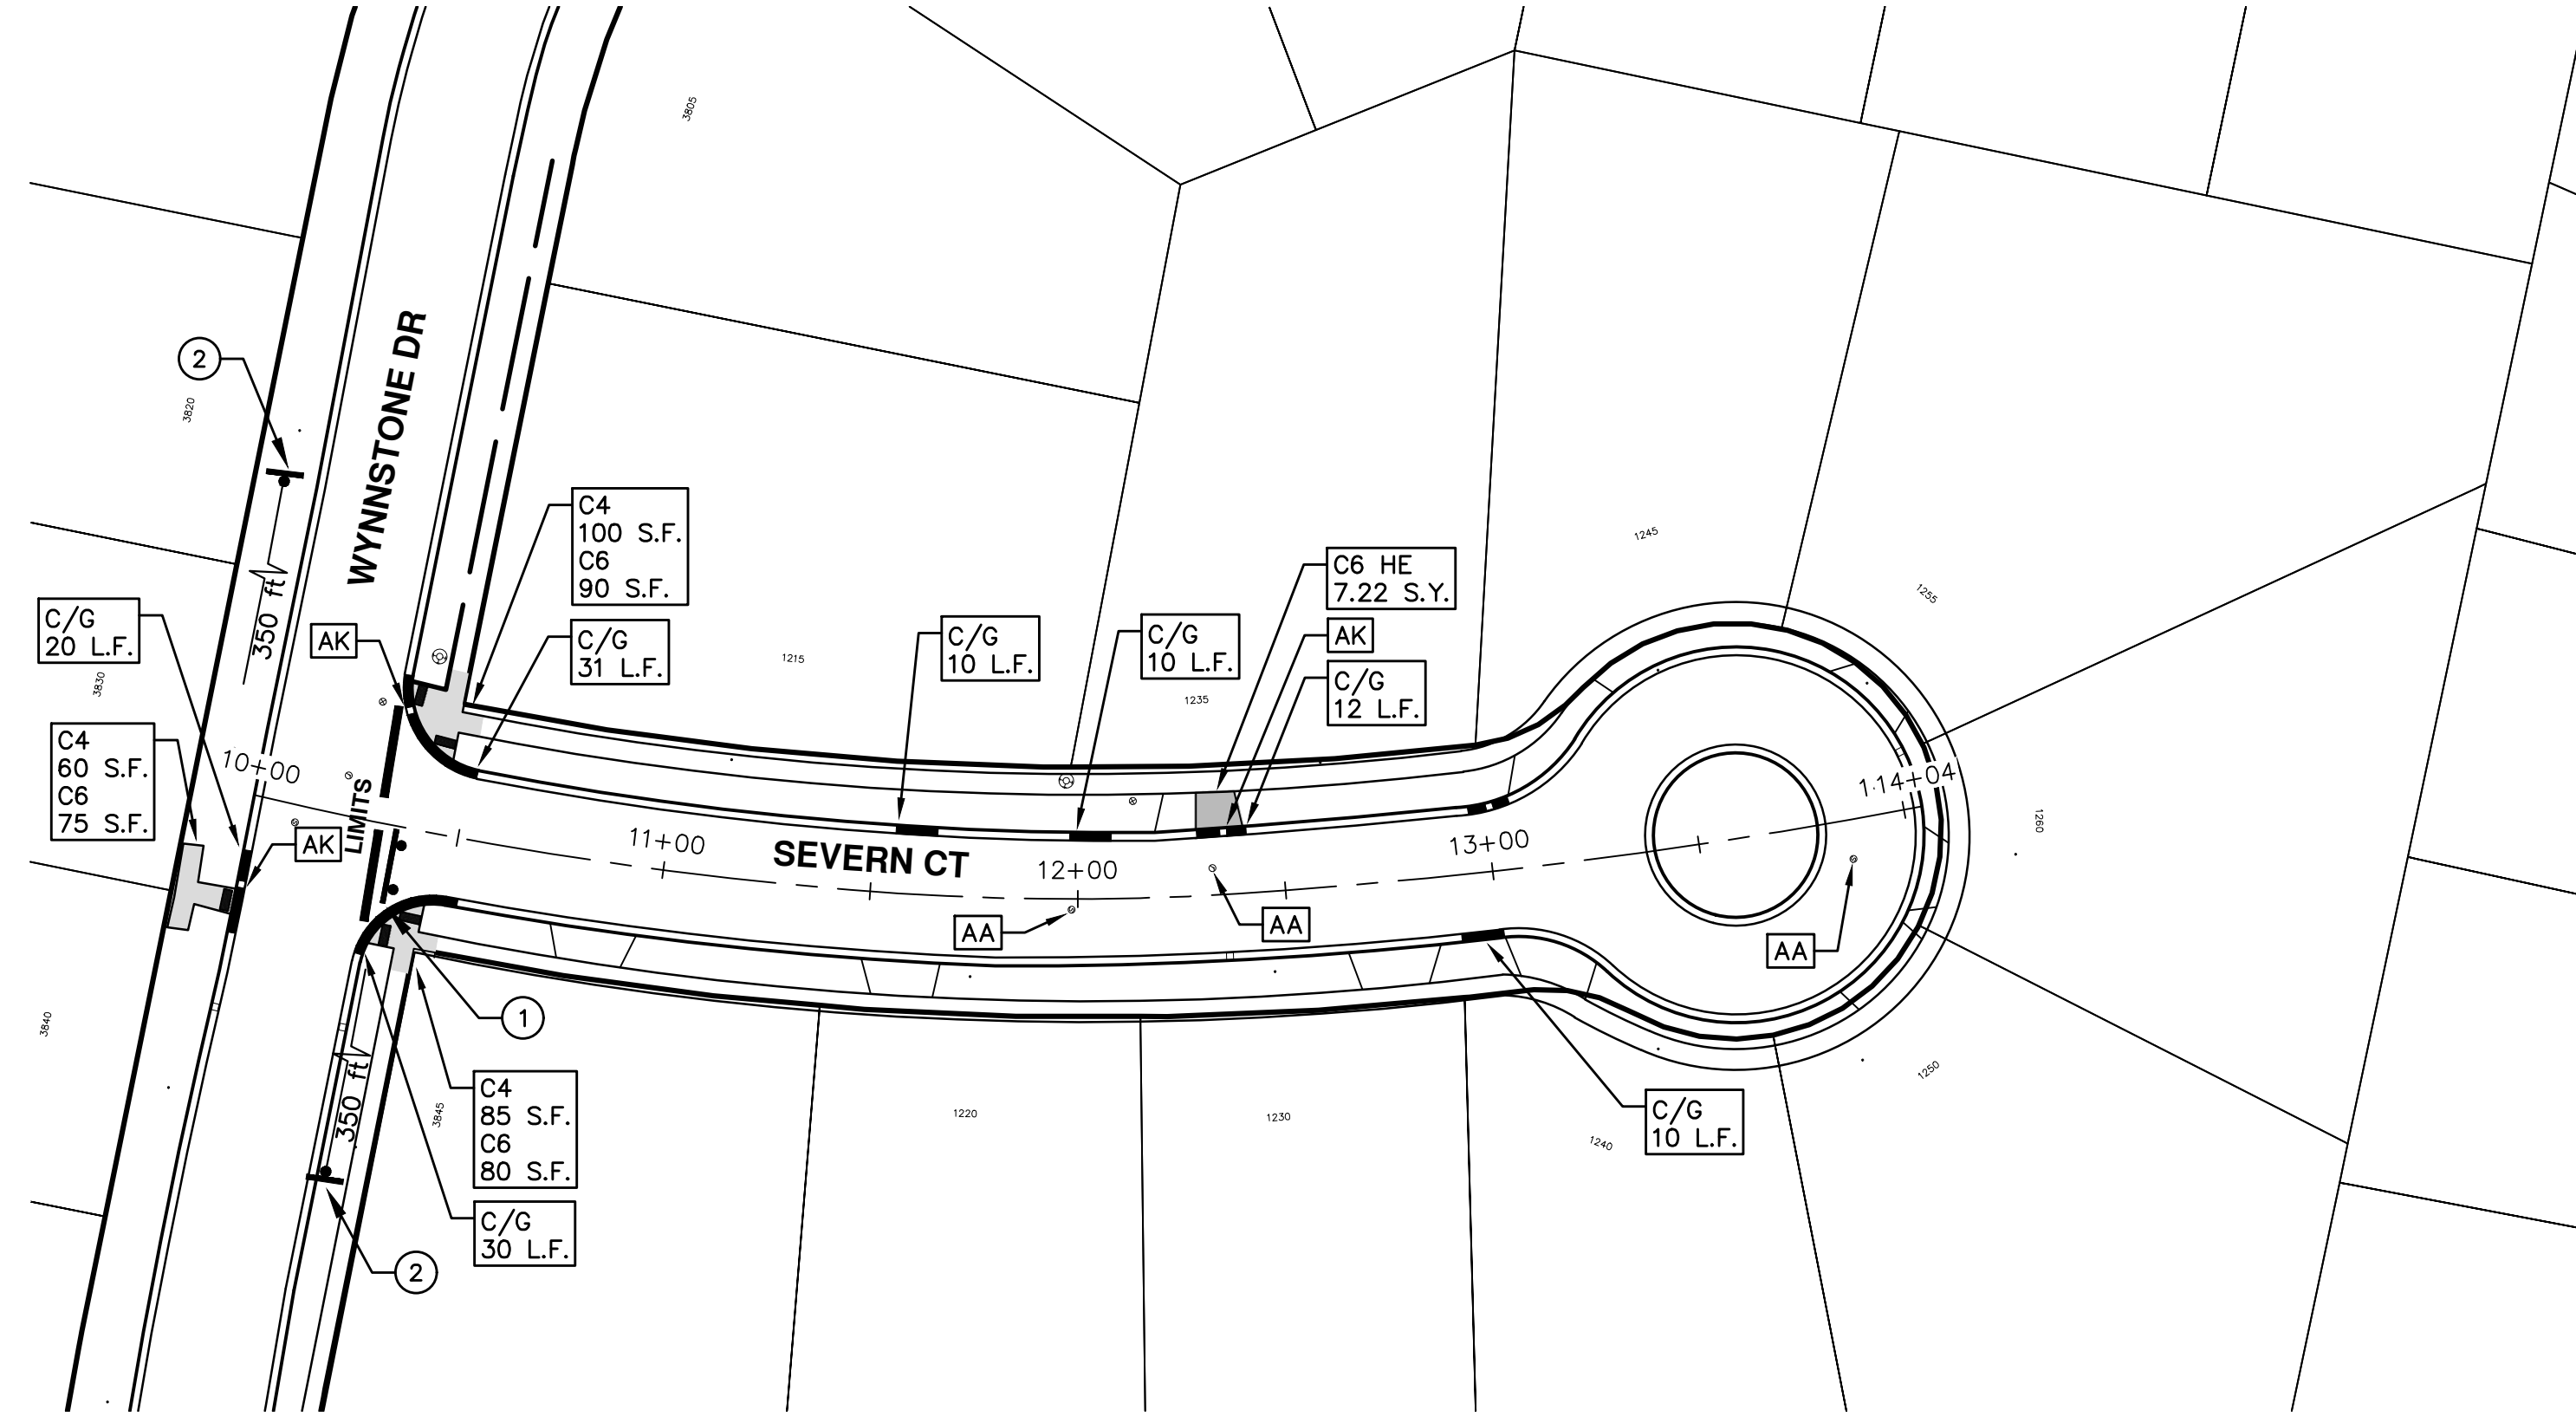 3805
2
3820
WYNNSTONE DR
350 ft
C4
100 S.F.
C6
90 S.F.
C/G
20 L.F.
AK
C/G
31 L.F.
3830
1215
C/G
10 L.F.
C/G
10 L.F.
1235
C6 HE
7.22 S.Y.
AK
C/G
12 L.F.
1245
1255
C4
60 S.F.
C6
75 S.F.
10+00
AK
LIMITS
11+00
SEVERN CT
12+00
13+00
14+04
1260
AA
AA
AA
3840
1
350 ft
3845
C4
85 S.F.
C6
80 S.F.
C/G
30 L.F.
2
1220
1230
1240
1250
C/G
10 L.F.